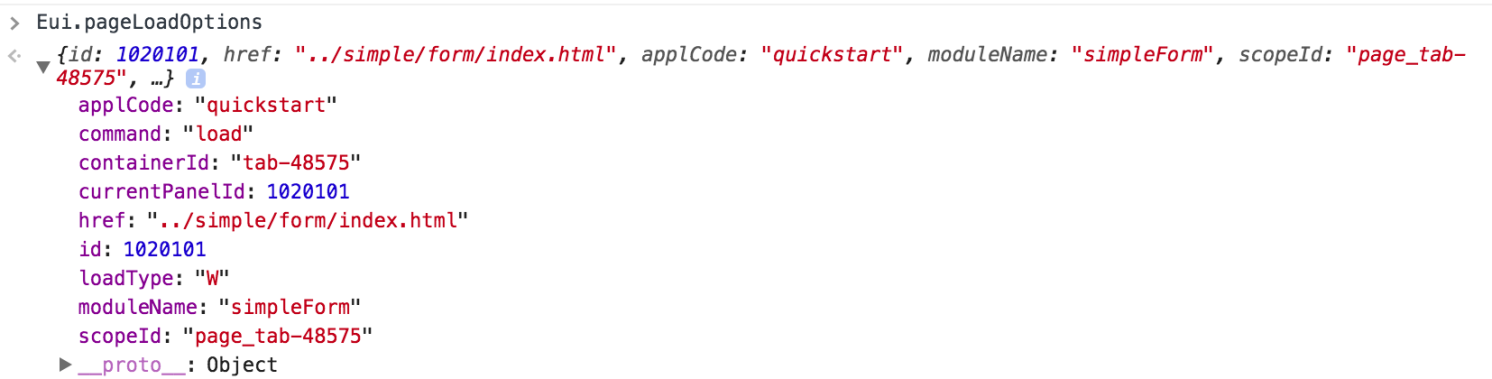 > Eui.pageLoadOptions
{id: 1020101, href: "../simple/form/index.html", applCode: "quickstart", moduleName: "simpleForm", scopeId: "page_tab-
48575", …} i
applCode: "quickstart"
command: "load"
containerId: "tab-48575"
currentPanelId: 1020101
href: "../simple/form/index.html"
id: 1020101
loadType: "W"
moduleName: "simpleForm"
scopeId: "page_tab-48575"
__proto__: Object